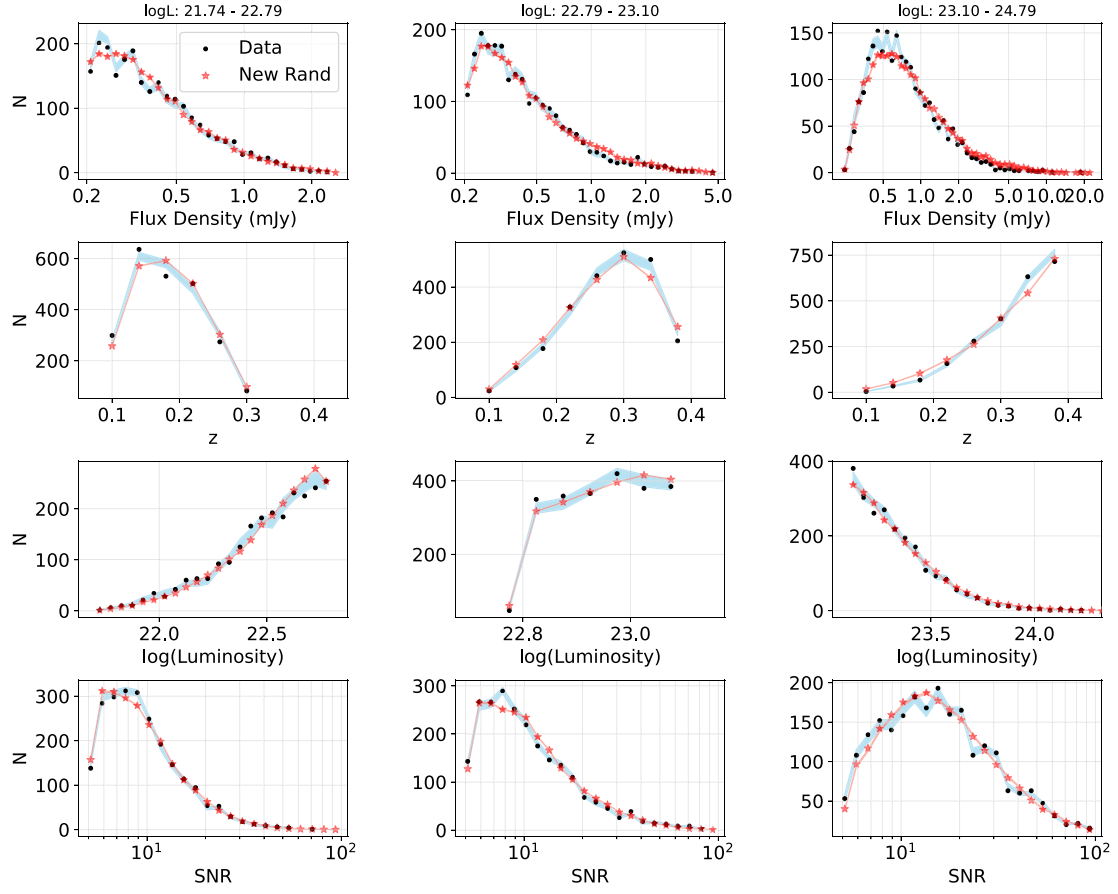 logL: 21.74 - 22.79 logL: 22.79 - 23.10 logL: 23.10 - 24.79
N
200
100
0
Data
New Rand
200
100
0
150
100
50
0
0.2 0.5 1.0 2.0
0.2 0.5 1.0 2.0 5.0
0.5 1.0 2.0 5.0 10.0 20.0
Flux Density (mJy) Flux Density (mJy) Flux Density (mJy)
N
600
400
200
400
200
0
750
500
250
0
0.1 0.2 0.3 0.4
0.1 0.2 0.3 0.4
0.1 0.2 0.3 0.4
z z z
N
200
100
0
400
200
400
200
0
22.0 22.5
22.8 23.0
23.5 24.0
log(Luminosity) log(Luminosity) log(Luminosity)
N
300
200
100
0
300
200
100
0
200
150
100
50
10¹ 10²
10¹ 10²
10¹ 10²
SNR SNR SNR